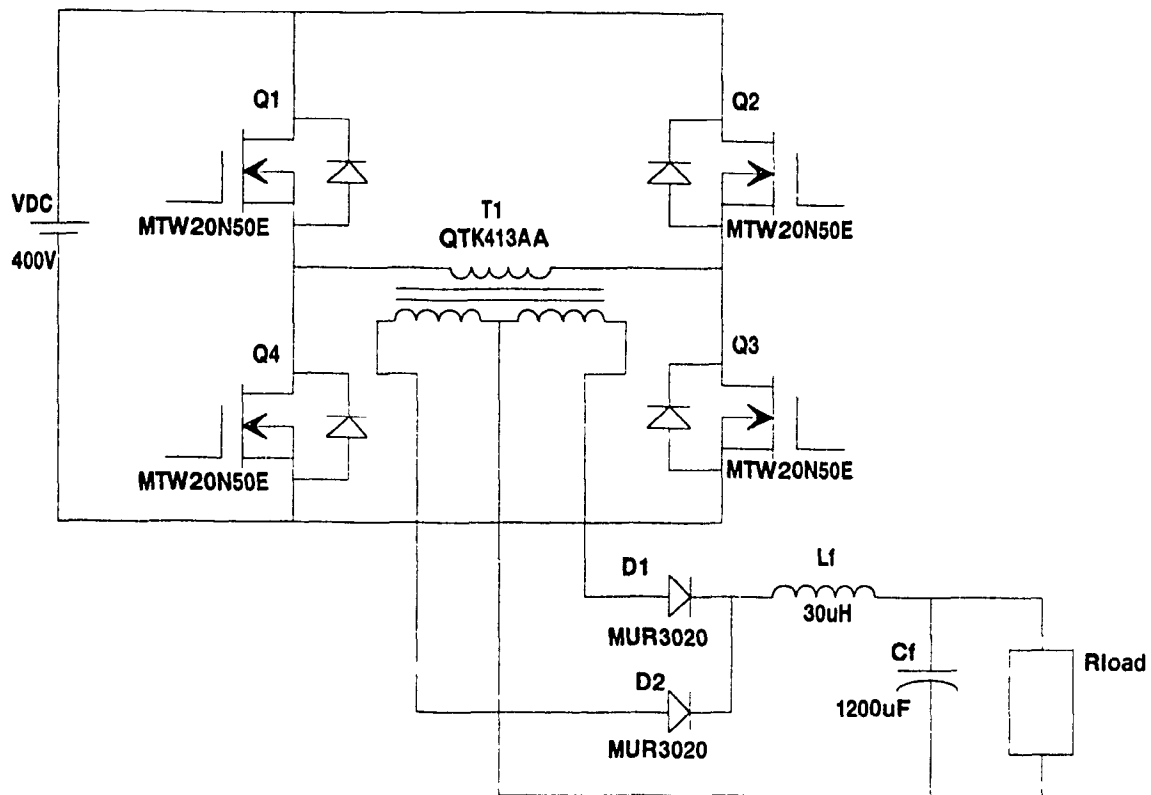 Q1
Q2
VDC
400V
MTW20N50E
MTW20N50E
T1
QTK413AA
Q4
Q3
MTW20N50E
MTW20N50E
D1
MUR3020
Lf
30uH
Cf
1200uF
Rload
D2
MUR3020